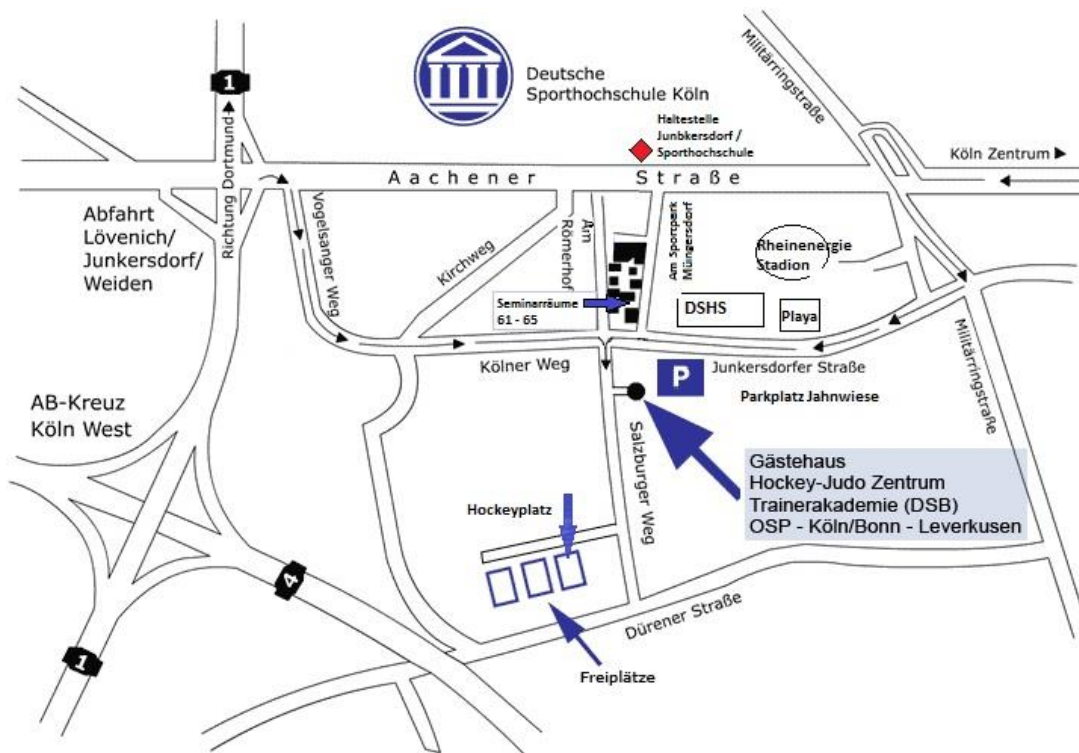 1
Richtung Dortmund
Deutsche
Sporthochschule Köln
Haltestelle
Junbkersdorf /
Sporthochschule
Militärringstraße
Köln Zentrum
Aachener Straße
Abfahrt
Lövenich/
Junkersdorf/
Weiden
Vogelsanger Weg
Kirchweg
Am
Römerhof
Am Sportpark
Müngersdorf
Rheinenergie
Stadion
Seminarräume
61 - 65
DSHS
Playa
Kölner Weg
P
Junkersdorfer Straße
Parkplatz Jahnwiese
Militärringstraße
AB-Kreuz
Köln West
Salzburger Weg
Gästehaus
Hockey-Judo Zentrum
Trainerakademie (DSB)
OSP - Köln/Bonn - Leverkusen
Hockeyplatz
4
Dürener Straße
1
Freiplätze